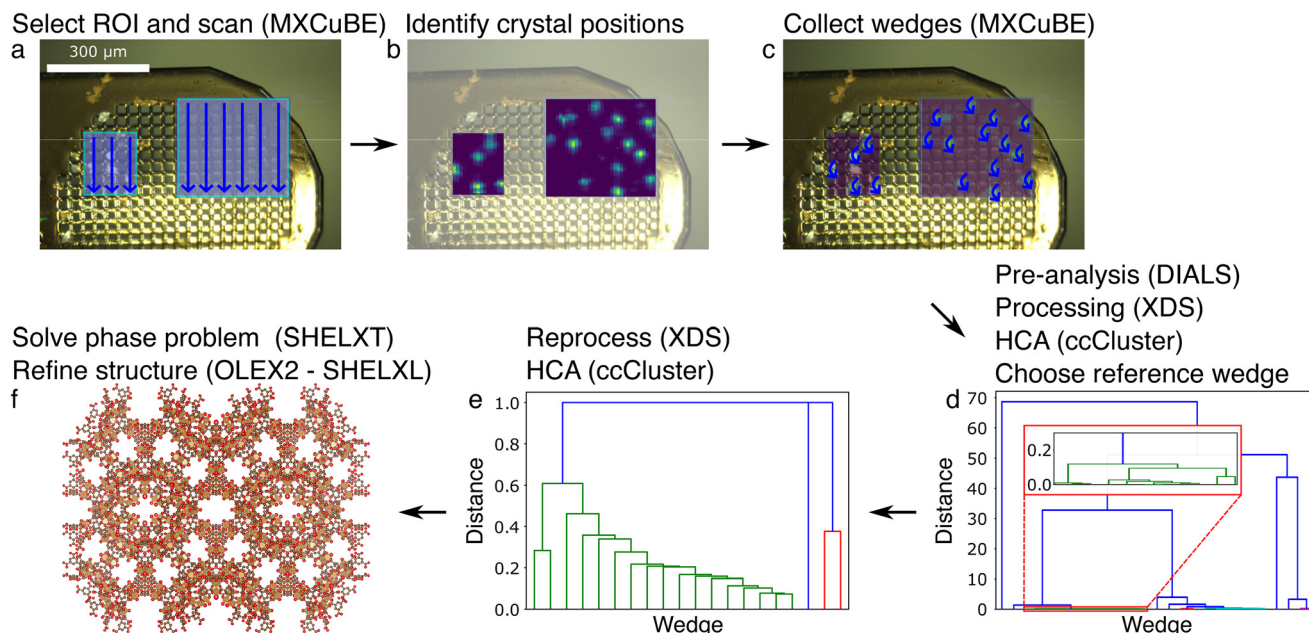 Select ROI and scan (MXCuBE)
a
300 µm
Identify crystal positions
b
Collect wedges (MXCuBE)
c
Pre-analysis (DIALS)
Processing (XDS)
HCA (ccCluster)
Choose reference wedge
d
70
60
50
40
30
20
10
0
0.2
0.0
Distance
Wedge
Reprocess (XDS)
HCA (ccCluster)
e
1.0
0.8
0.6
0.4
0.2
0.0
Distance
Wedge
Solve phase problem (SHELXT)
Refine structure (OLEX2 - SHELXL)
f